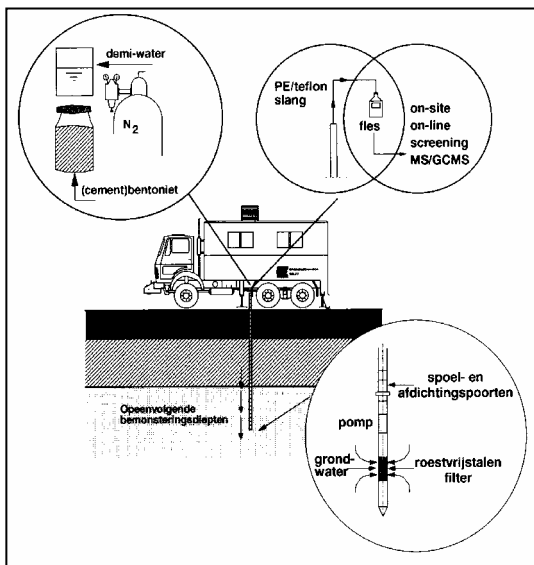 demi-water
N2
(cement)bentoniet
PE/teflon
slang
fles
on-site
on-line
screening
MS/GCMS
Opeenvolgende
bemonsteringsdiepten
spoel- en
afdichtingspoorten
pomp
grond-
water
roestvrijstalen
filter